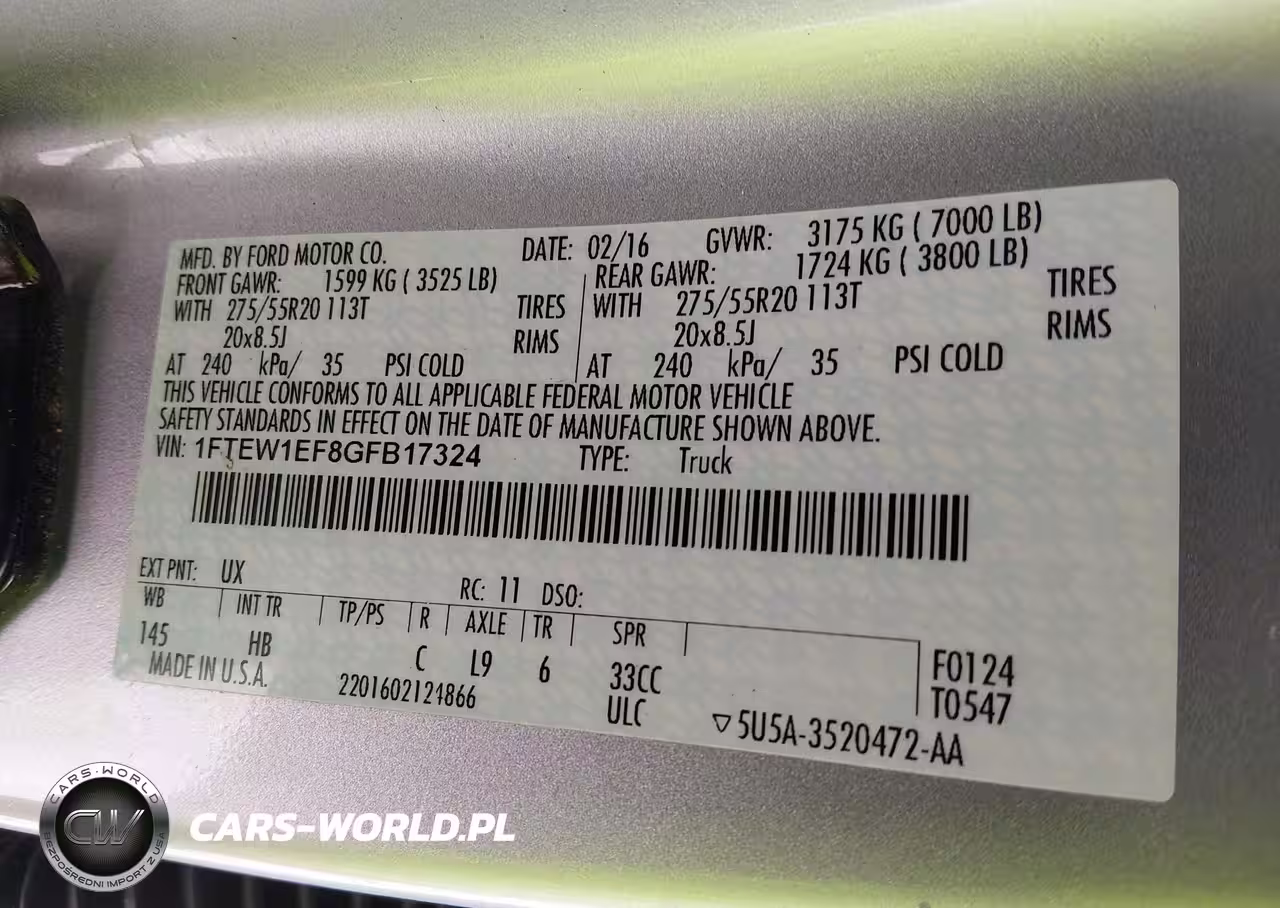 MFD. BY FORD MOTOR CO. DATE: 02/16 GVWR: 3175 KG ( 7000 LB)
FRONT GAWR: 1599 KG ( 3525 LB) REAR GAWR: 1724 KG ( 3800 LB)
WITH 275/55R20 113T TIRES WITH 275/55R20 113T TIRES
20x8.5J RIMS 20x8.5J RIMS
AT 240 kPa/ 35 PSI COLD AT 240 kPa/ 35 PSI COLD
THIS VEHICLE CONFORMS TO ALL APPLICABLE FEDERAL MOTOR VEHICLE
SAFETY STANDARDS IN EFFECT ON THE DATE OF MANUFACTURE SHOWN ABOVE.
VIN: 1FTEW1EF8GFB17324 TYPE: Truck
EXT PNT: UX RC: 11 DSO:
WB INT TR TP/PS R AXLE TR SPR
145 HB C L9 6 33CC F0124
MADE IN U.S.A. 2201602124866 ULC T0547
▽5U5A-3520472-AA
CARS-WORLD
CW
BEZPOŚREDNI IMPORT Z USA
CARS-WORLD.PL